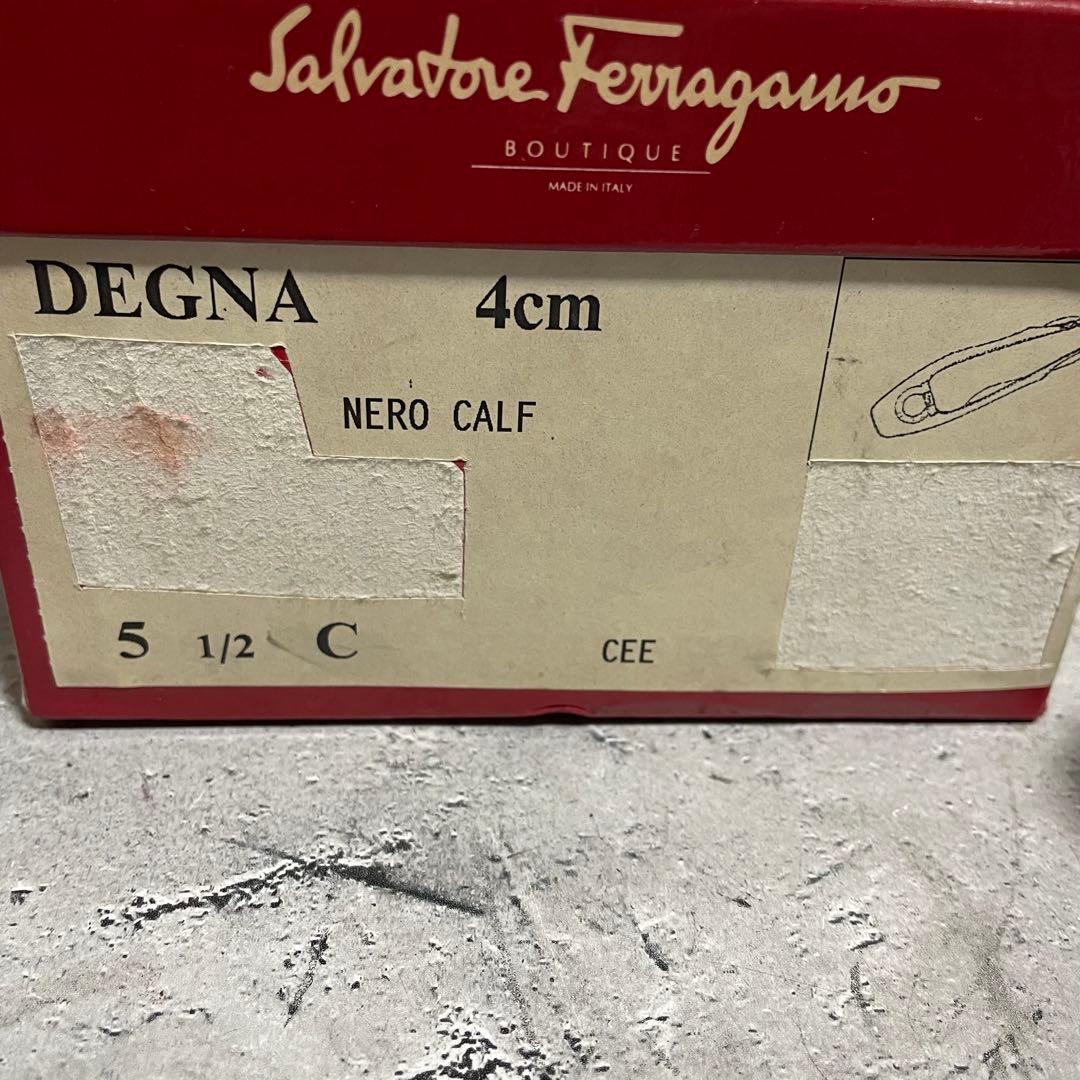 Salvatore Ferragamo
BOUTIQUE
MADE IN ITALY
DEGNA 4cm
NERO CALF
5 1/2 C CEE